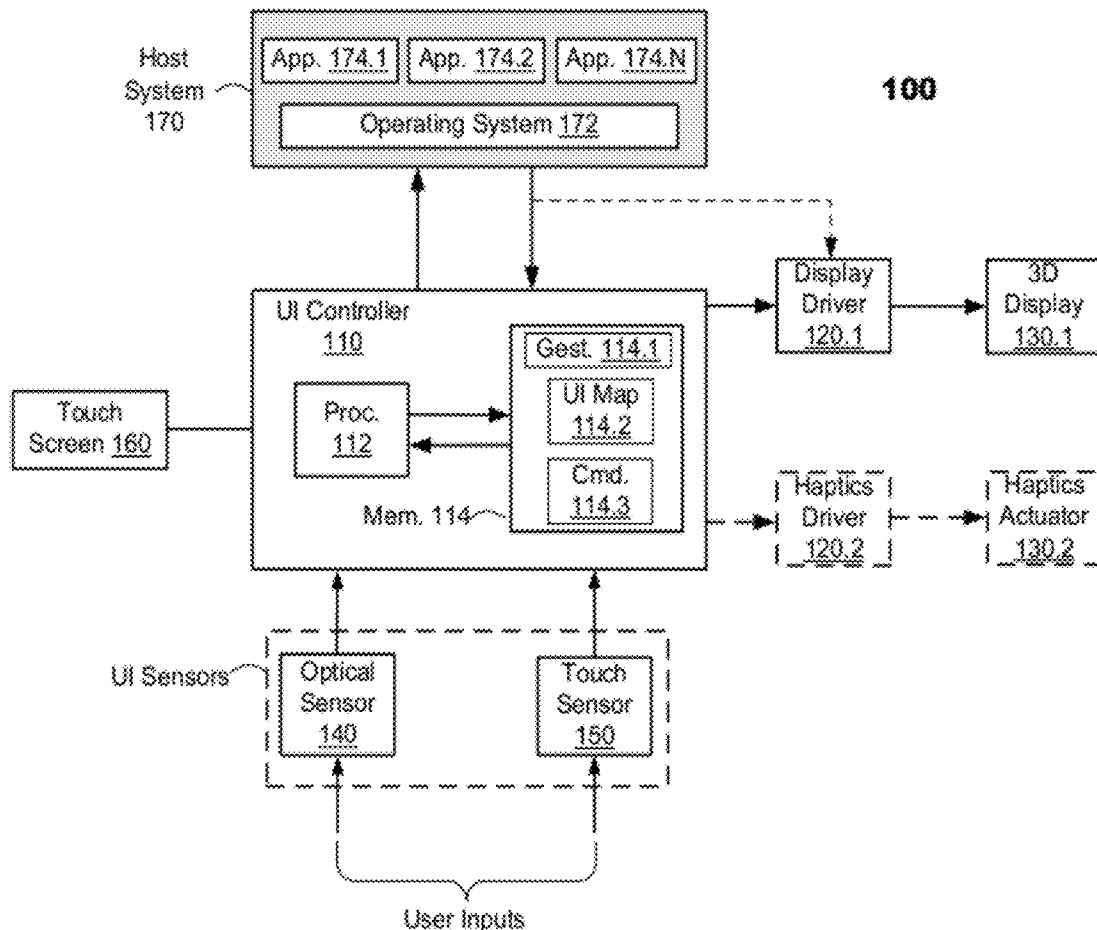 Host
System
170
App. 174.1
App. 174.2
App. 174.N
Operating System 172
100
UI Controller
110
Gest. 114.1
UI Map
114.2
Cmd.
114.3
Proc.
112
Mem. 114
Touch
Screen 160
Display
Driver
120.1
3D
Display
130.1
Haptics
Driver
120.2
Haptics
Actuator
130.2
UI Sensors
Optical
Sensor
140
Touch
Sensor
150
User Inputs